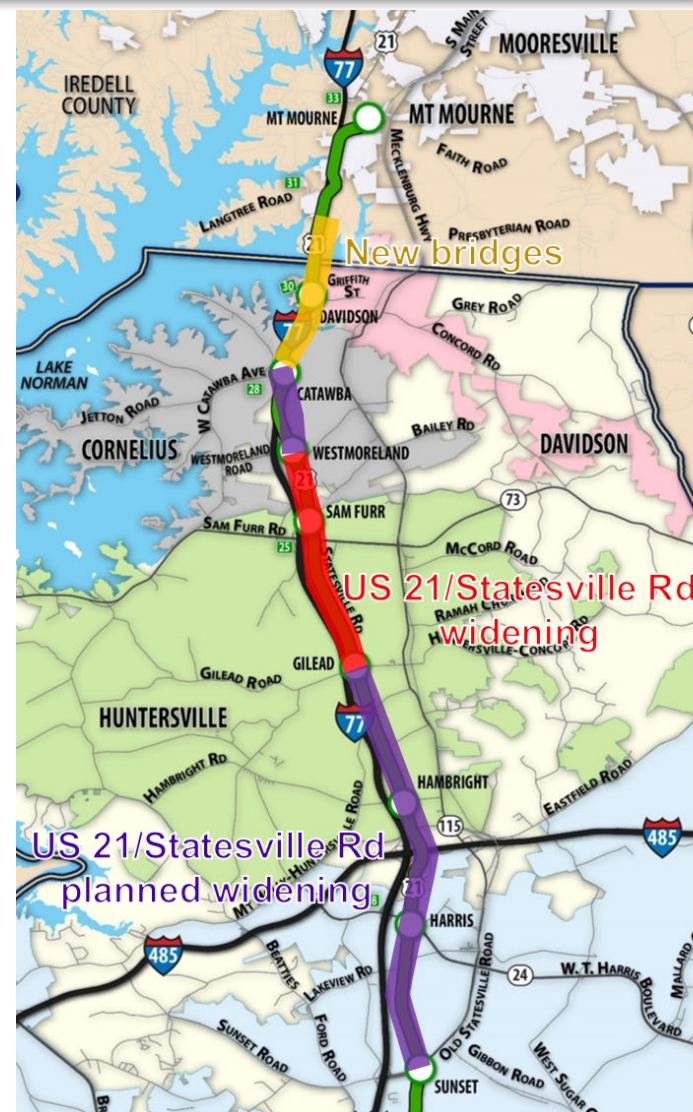 21
S MAIN
STREET
MOORESVILLE
77
IREDELL
COUNTY
33
MT MOURNE
MT MOURNE
MECKLENBURG HWY
FAITH ROAD
31
LANGTREE ROAD
PRESBYTERIAN ROAD
21
New bridges
30
GRIFFITH
ST
GREY ROAD
77
DAVIDSON
CONCORD RD
LAKE
NORMAN
W CATAWBA AVE
28
CATAWBA
JETTON ROAD
BAILEY RD
CORNELIUS
WESTMORELAND
ROAD
WESTMORELAND
DAVIDSON
21
73
SAM FURR
SAM FURR RD
25
STATESVILLE RD
MCCORD ROAD
US 21/Statesville Rd
widening
GILEAD
GILEAD ROAD
HUNTERSVILLE
77
HAMBRIGHT RD
HAMBRIGHT
EASTFIELD ROAD
115
485
US 21/Statesville Rd
planned widening
21
HARRIS
485
BEATTIES
FORD ROAD
LAKEVIEW RD
24
W. T. HARRIS
BOULEVARD
OLD STATESVILLE ROAD
SUNSET ROAD
GIBBON ROAD
SUNSET